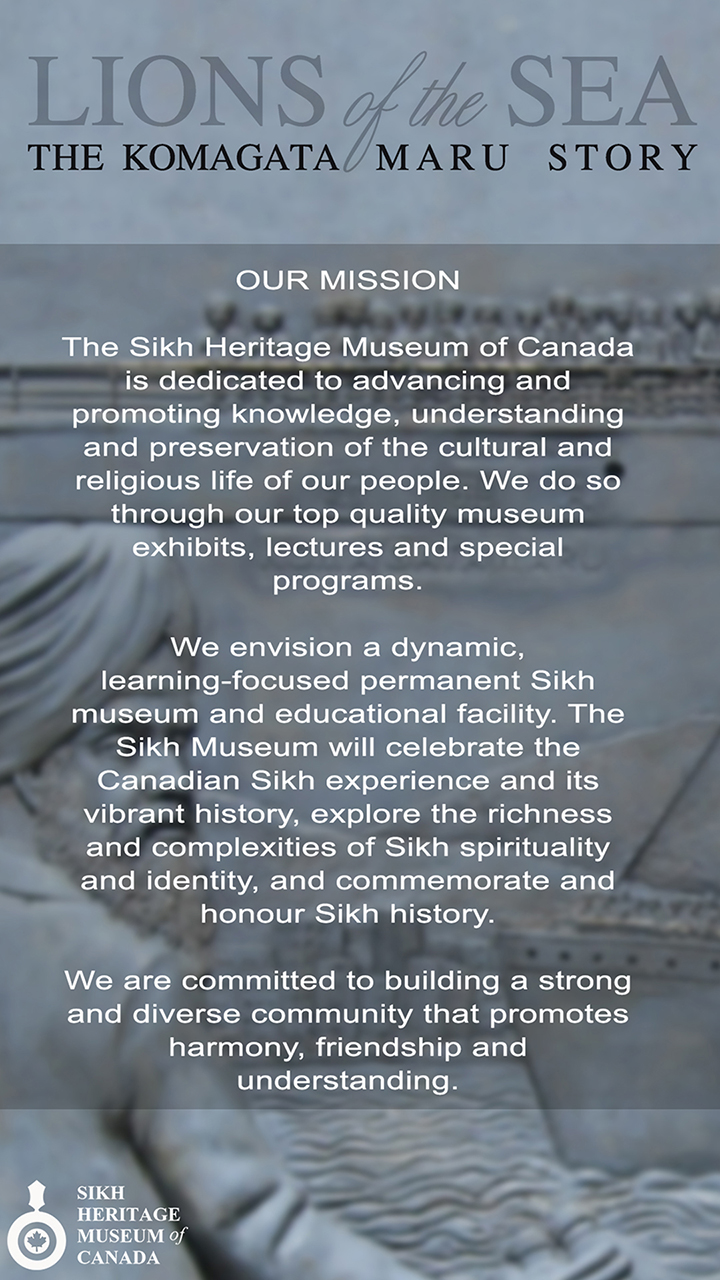 LIONS of the SEA
THE KOMAGATA MARU STORY
OUR MISSION
The Sikh Heritage Museum of Canada
is dedicated to advancing and
promoting knowledge, understanding
and preservation of the cultural and
religious life of our people. We do so
through our top quality museum
exhibits, lectures and special
programs.
We envision a dynamic,
learning-focused permanent Sikh
museum and educational facility. The
Sikh Museum will celebrate the
Canadian Sikh experience and its
vibrant history, explore the richness
and complexities of Sikh spirituality
and identity, and commemorate and
honour Sikh history.
We are committed to building a strong
and diverse community that promotes
harmony, friendship and
understanding.
SIKH
HERITAGE
MUSEUM of
CANADA